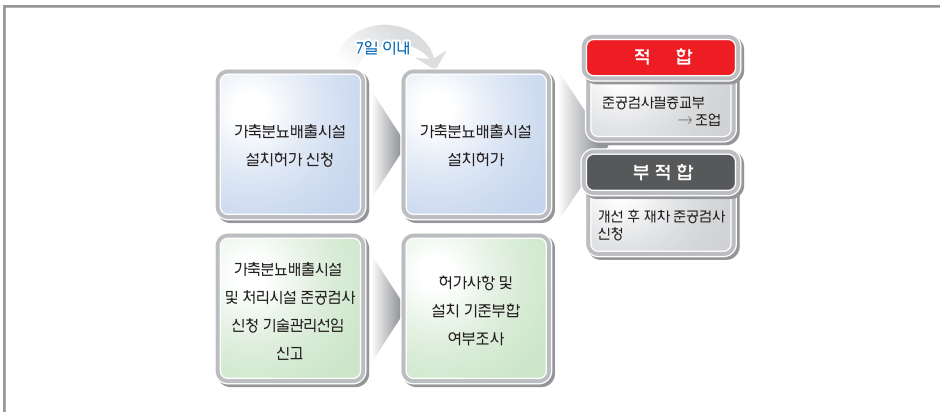 7일 이내
가축분뇨배출시설
설치허가 신청
가축분뇨배출시설
설치허가
적 합
준공검사필증교부
→ 조업
부 적 합
개선 후 재차 준공검사
신청
가축분뇨배출시설
및 처리시설 준공검사
신청 기술관리선임
신고
허가사항 및
설치 기준부합
여부조사